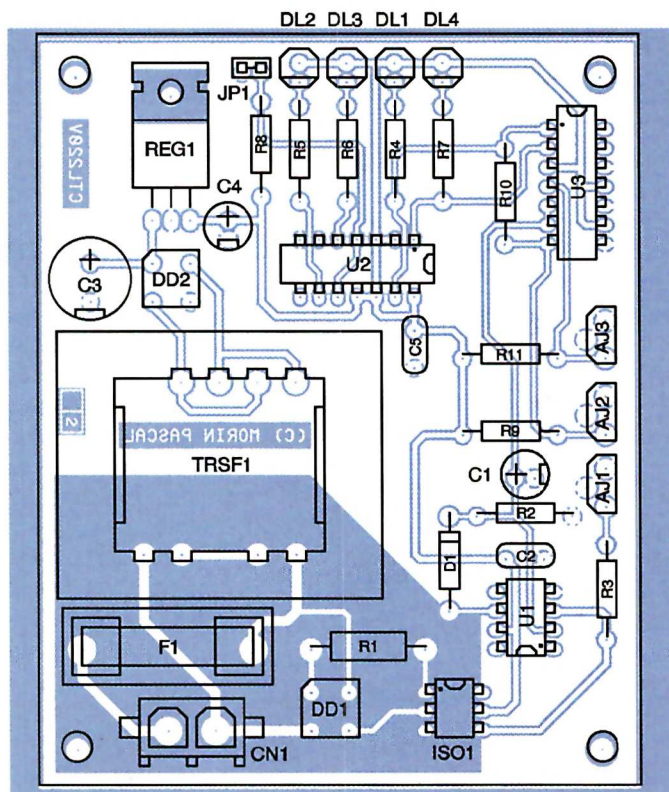 DL2 DL3 DL1 DL4
JP1
REG1
R8
R5
R6
R4
R7
R10
U3
C4
U2
C3
DD2
C5
R11
AJ3
2
R9
AJ2
(C) MORIN PASCAL
TRSF1
C1
AJ1
R2
D1
C2
R3
U1
F1
R1
DD1
CN1
ISO1